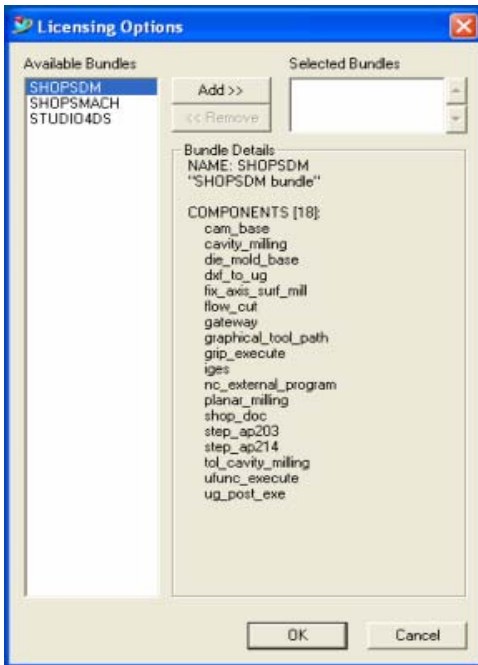 Licensing Options
Available Bundles
SHOPSDM
SHOPSMACH
STUDIO4DS
Add >>
<< Remove
Selected Bundles
Bundle Details
NAME: SHOPSDM
"SHOPSDM bundle"
COMPONENTS [18]:
cam_base
cavity_milling
die_mold_base
dxf_to_ug
fix_axis_surf_mill
flow_cut
gateway
graphical_tool_path
grip_execute
iges
nc_external_program
planar_milling
shop_doc
step_ap203
step_ap214
tol_cavity_milling
ufunc_execute
ug_post_exe
OK
Cancel